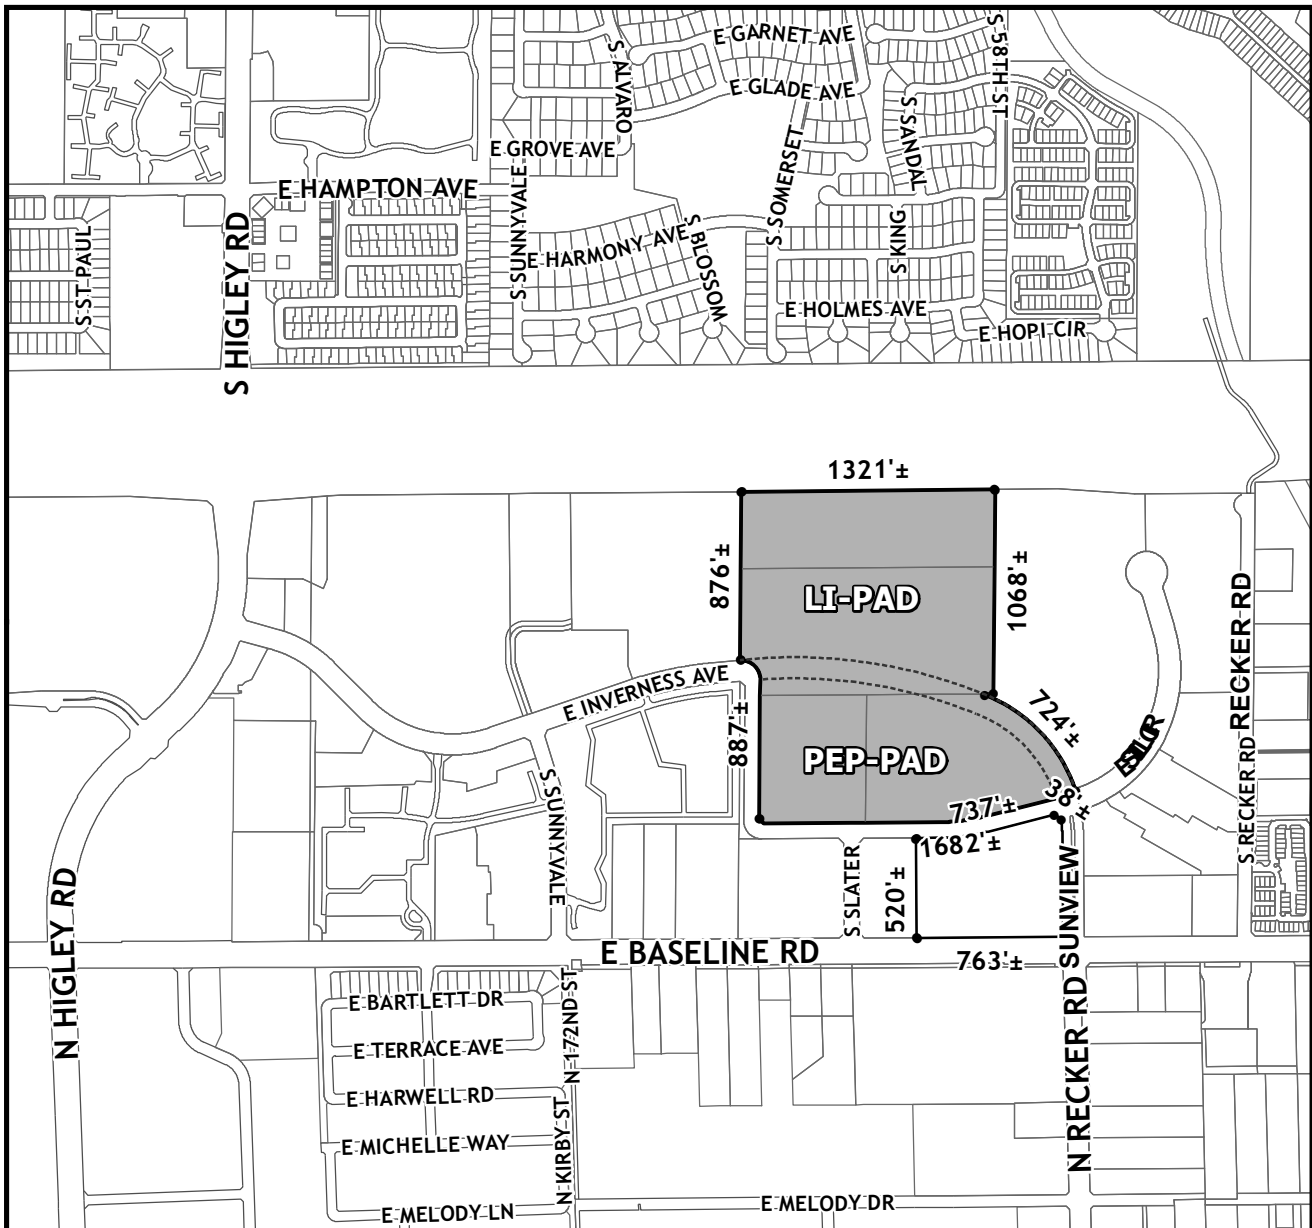 E GARNET AVE
S 58TH ST
S ALVARO
E GLADE AVE
S SANDAL
E GROVE AVE
S SOMERSET
E HAMPTON AVE
S SUNNYVALE
S ST PAUL
S HIGLEY RD
E HARMONY AVE
S BLOSSOM
S KING
E HOLMES AVE
E HOPI CIR
1321'±
876'±
LI-PAD
1068'±
RECKER RD
E INVERNESS AVE
887'±
724'±
PEP-PAD
S RECKER RD
S SUNNYVALE
38'±
737'±
1682'±
S SLATER
520'±
SUNVIEW
N HIGLEY RD
E BASELINE RD
763'±
E BARTLETT DR
N 172ND ST
E TERRACE AVE
N RECKER RD
E HARWELL RD
N KIRBY ST
E MICHELLE WAY
E MELODY LN
E MELODY DR